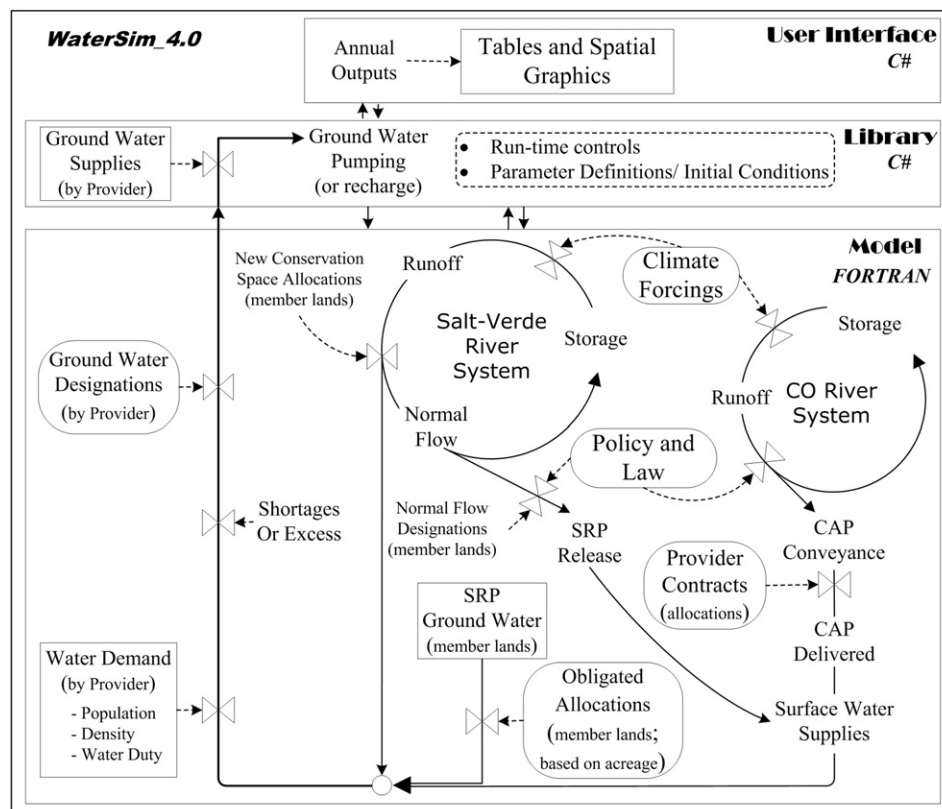 WaterSim_4.0
User Interface
C#
Annual
Outputs
Tables and Spatial
Graphics
Library
C#
Ground Water
Supplies
(by Provider)
Ground Water
Pumping
(or recharge)
● Run-time controls
● Parameter Definitions/ Initial Conditions
Model
FORTRAN
New Conservation
Space Allocations
(member lands)
Runoff
Climate
Forcings
Salt-Verde
River
System
Storage
Storage
Ground Water
Designations
(by Provider)
Runoff
CO River
System
Normal
Flow
Policy and
Law
Shortages
Or Excess
Normal Flow
Designations
(member lands)
SRP
Release
CAP
Conveyance
Provider
Contracts
(allocations)
SRP
Ground Water
(member lands)
CAP
Delivered
Water Demand
(by Provider)
- Population
- Density
- Water Duty
Obligated
Allocations
(member lands;
based on acreage)
Surface Water
Supplies